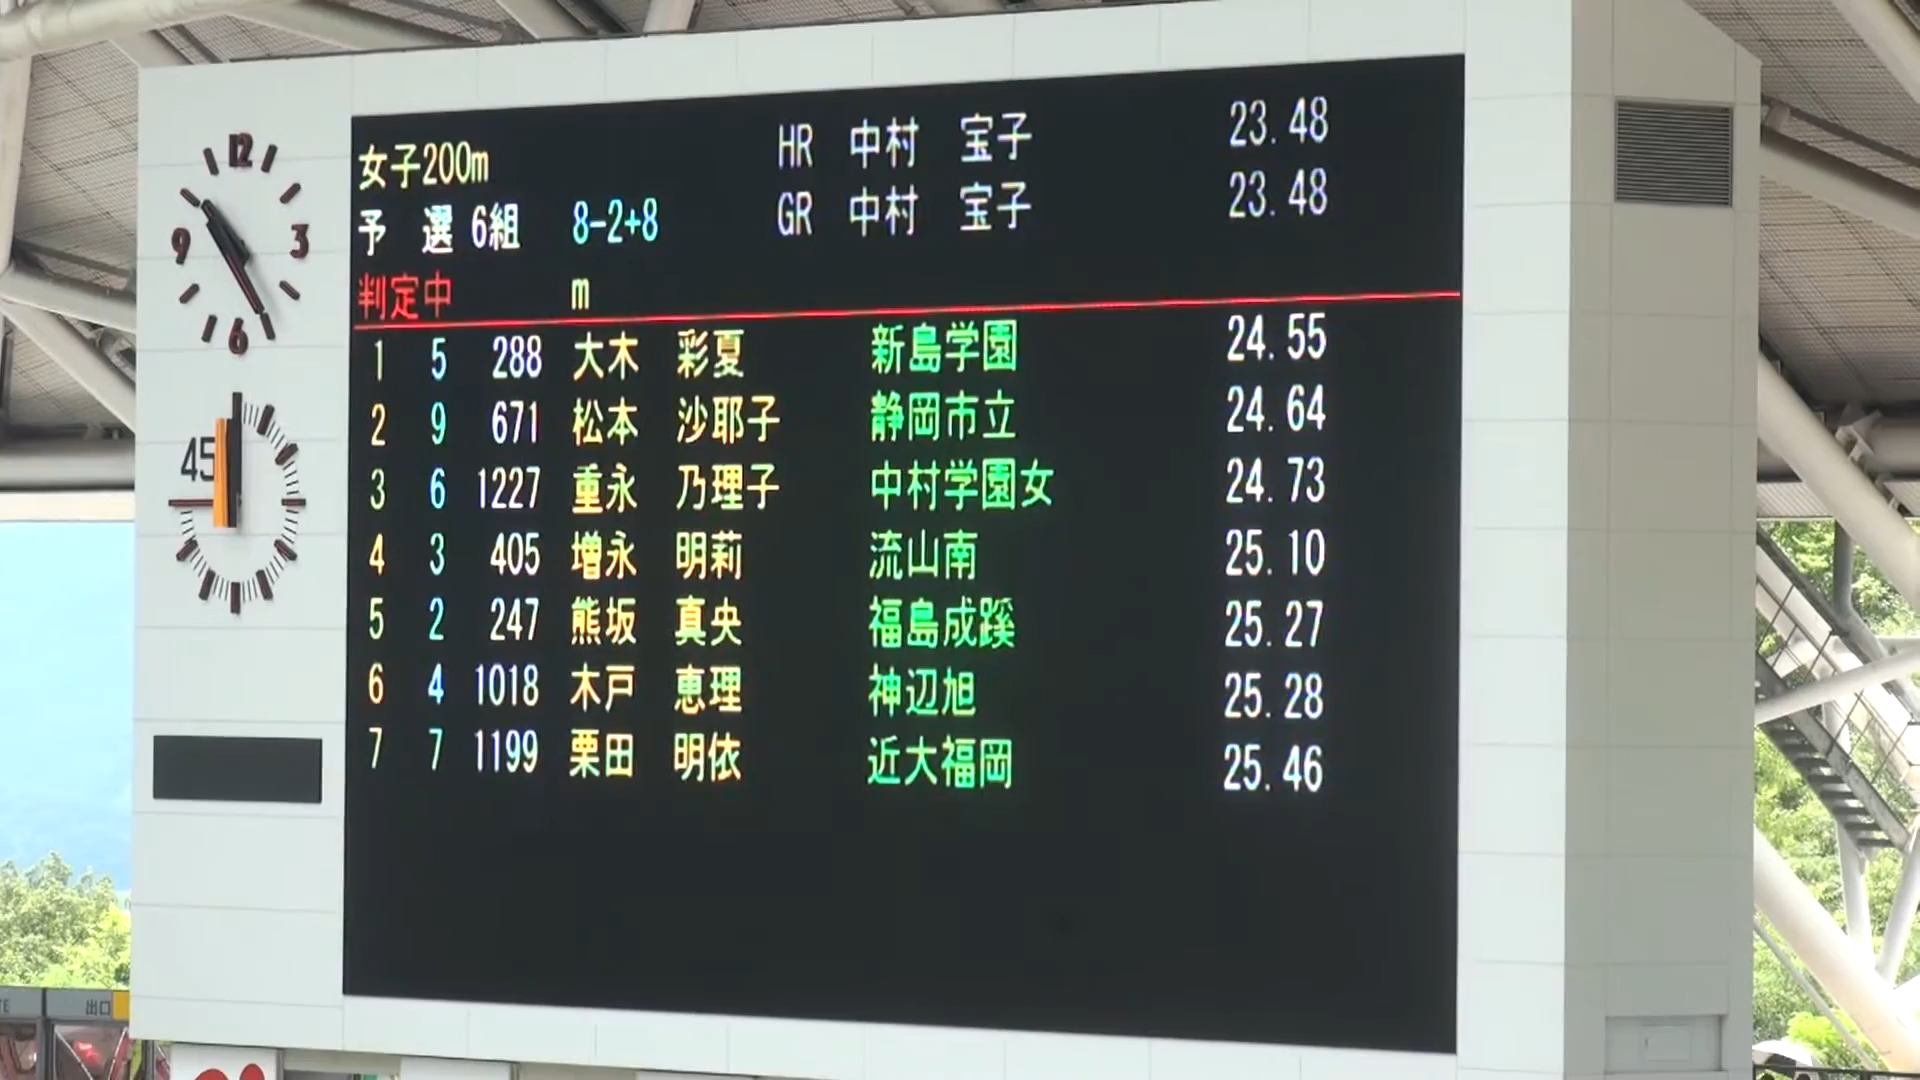 女子200m HR 中村 宝子 23.48
予 選 6組 8-2+8 GR 中村 宝子 23.48
判定中 m
1 5 288 大木 彩夏 新島学園 24.55
2 9 671 松本 沙耶子 静岡市立 24.64
3 6 1227 重永 乃理子 中村学園女 24.73
4 3 405 増永 明莉 流山南 25.10
5 2 247 熊坂 真央 福島成蹊 25.27
6 4 1018 木戸 恵理 神辺旭 25.28
7 7 1199 栗田 明依 近大福岡 25.46
12
9 3
6
45
出口